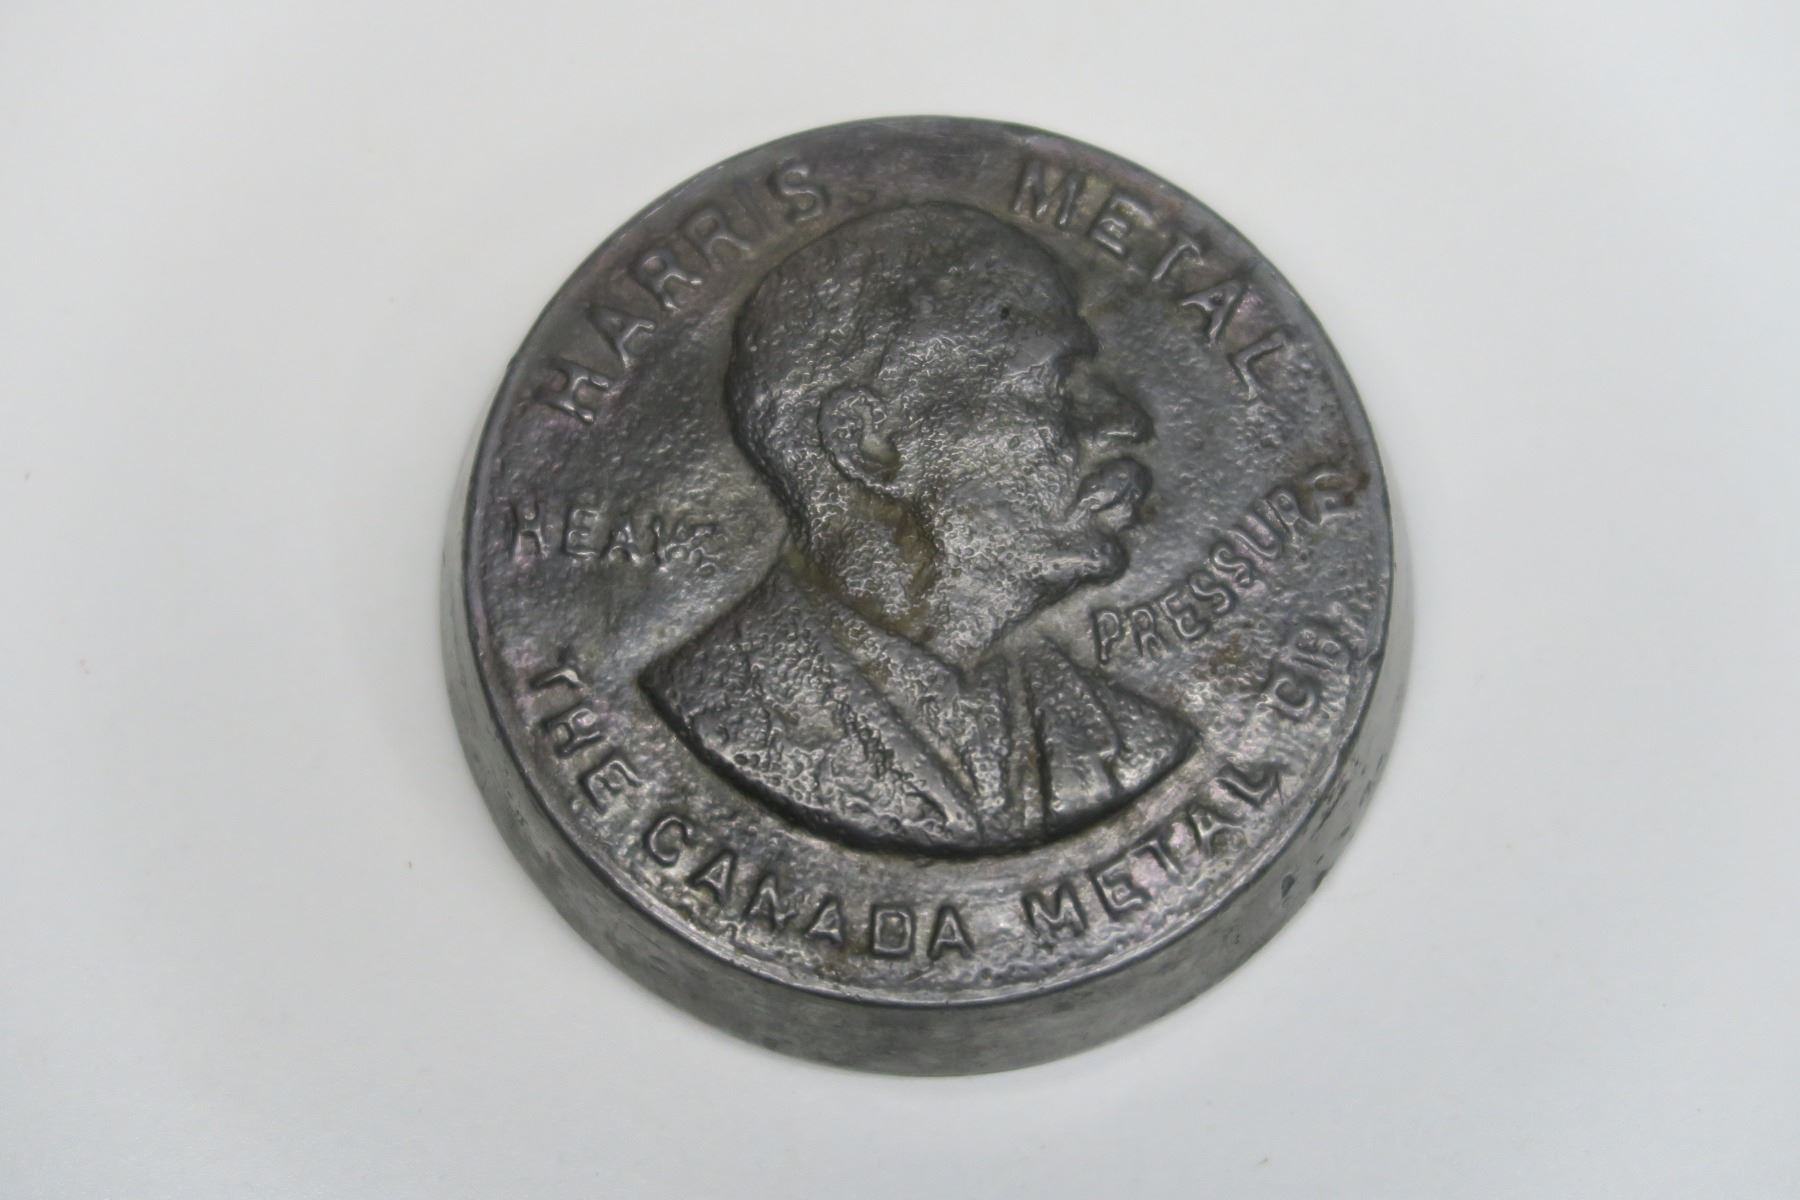 HARRIS METAL
HEAVY PRESSURE
THE CANADA METAL Co